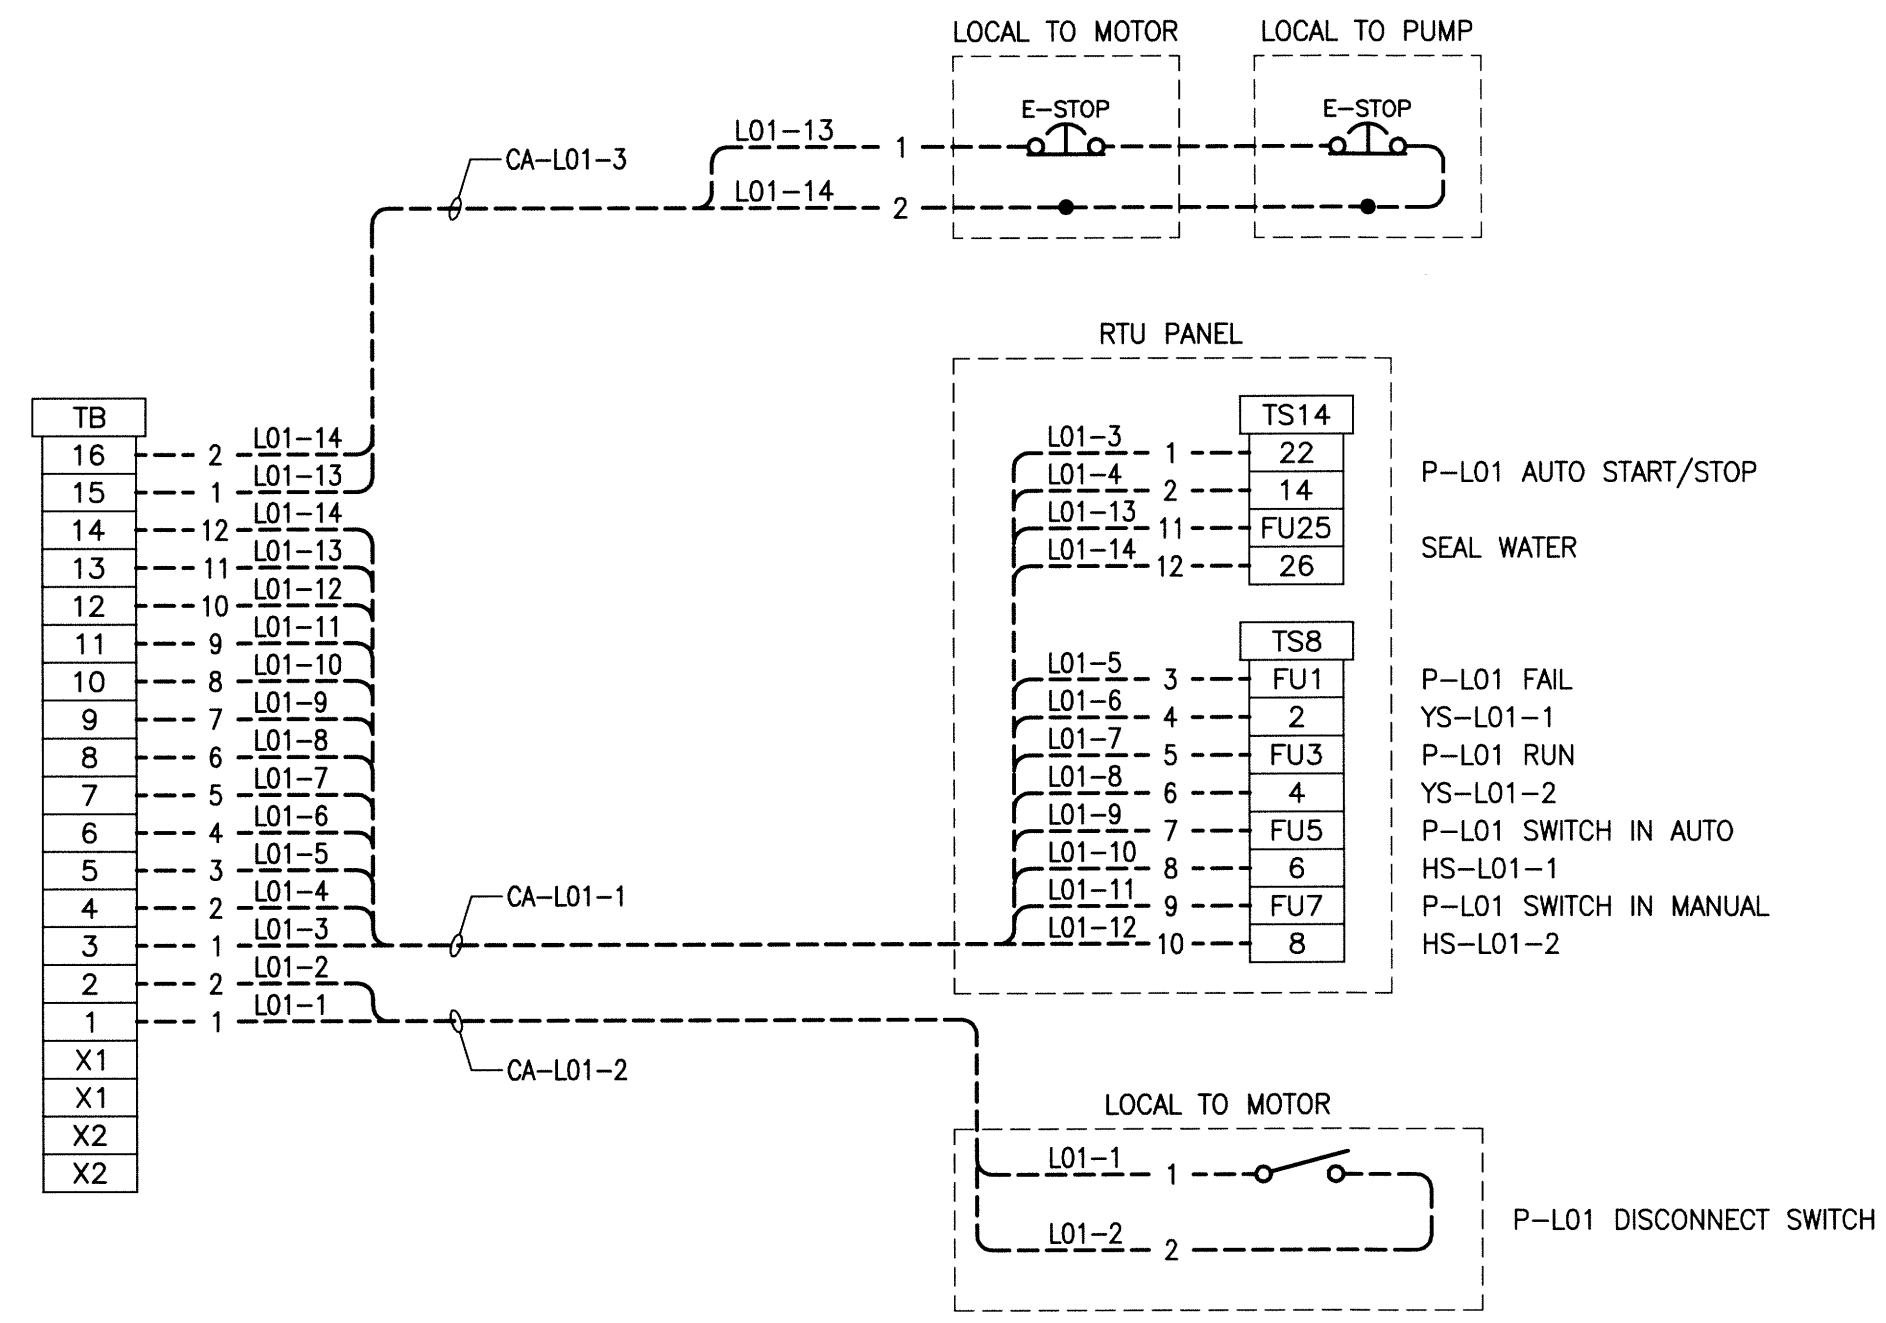 LOCAL TO MOTOR
LOCAL TO PUMP
E-STOP
E-STOP
L01-13
1
CA-L01-3
L01-14
2
RTU PANEL
TB
16 2 L01-14
15 1 L01-13
14 12 L01-14
13 11 L01-13
12 10 L01-12
11 9 L01-11
10 8 L01-10
9 7 L01-9
8 6 L01-8
7 5 L01-7
6 4 L01-6
5 3 L01-5
4 2 L01-4
3 1 L01-3
2 2 L01-2
1 1 L01-1
X1
X1
X2
X2
CA-L01-1
CA-L01-2
TS14
L01-3 1 22
L01-4 2 14
P-L01 AUTO START/STOP
L01-13 11 FU25
L01-14 12 26
SEAL WATER
TS8
L01-5 3 FU1 P-L01 FAIL
L01-6 4 2 YS-L01-1
L01-7 5 FU3 P-L01 RUN
L01-8 6 4 YS-L01-2
L01-9 7 FU5 P-L01 SWITCH IN AUTO
L01-10 8 6 HS-L01-1
L01-11 9 FU7 P-L01 SWITCH IN MANUAL
L01-12 10 8 HS-L01-2
LOCAL TO MOTOR
L01-1 1
L01-2 2
P-L01 DISCONNECT SWITCH